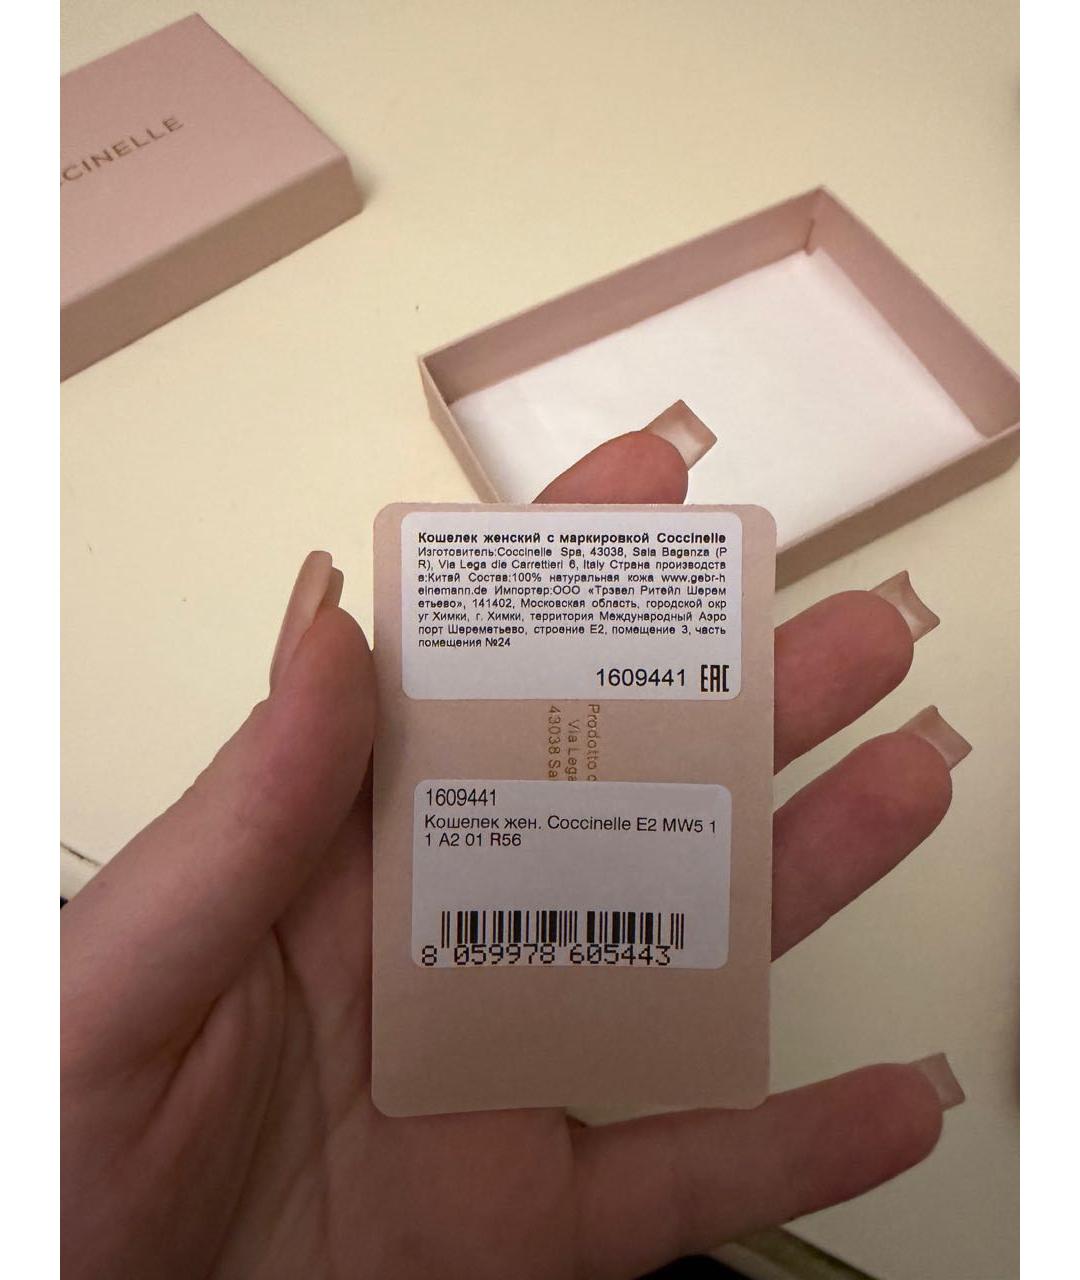 CINELLE
Кошелек женский с маркировкой Coccinelle
Изготовитель:Coccinelle Spa, 43038, Sala Baganza (P
R), Via Lega die Carrettieri 6, Italy Страна производств
а:Китай Состав:100% натуральная кожа www.gebr-h
einemann.de Импортер:ООО «Трэвел Ритейл Шерем
етьево», 141402, Московская область, городской окр
уг Химки, г. Химки, территория Международный Аэро
порт Шереметьево, строение Е2, помещение 3, часть
помещения №24
1609441 EAC
Prodotto
Via Lega
43038 Sa
1609441
Кошелек жен. Coccinelle E2 MW5 1
1 A2 01 R56
8 059978 605443